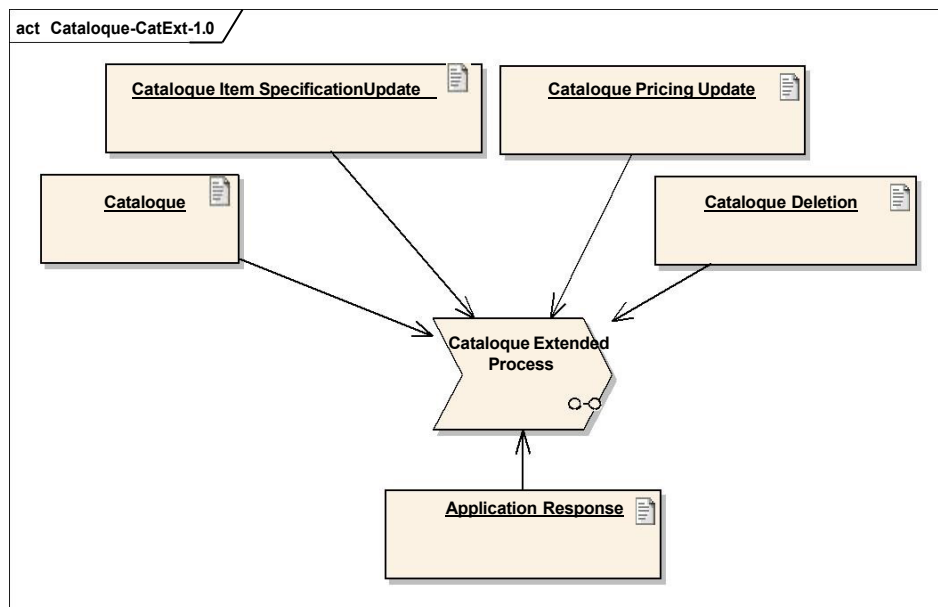 act Cataloque-CatExt-1.0
Cataloque Item SpecificationUpdate
Cataloque Pricing Update
Cataloque
Cataloque Deletion
Cataloque Extended
Process
Application Response